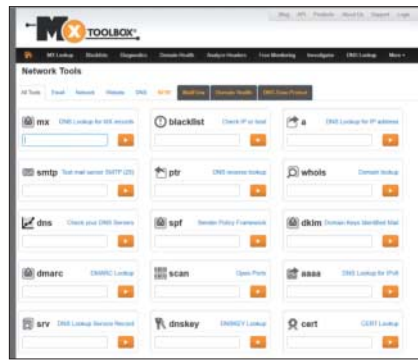 Blog API Products About Us Support Login
MX TOOLBOX
MX Lookup Blacklists Diagnostics Domain Health Analyze Headers Free Monitoring Investigator DNS Lookup More
Network Tools
All Tools Email Network Website DNS NEW! MailFlow Domain Health
mx DNS Lookup for MX records
blacklist Check IP or host
a DNS Lookup for IP address
smtp Test mail server SMTP (25)
ptr DNS reverse lookup
whois Domain lookup
dns Check your DNS Servers
spf Sender Policy Framework
dkim Domain Keys Identified Mail
dmarc DMARC Lookup
scan Open Ports
aaaa DNS Lookup for IPv6
srv DNS Lookup Service Record
dnskey DNSKEY Lookup
cert CERT Lookup